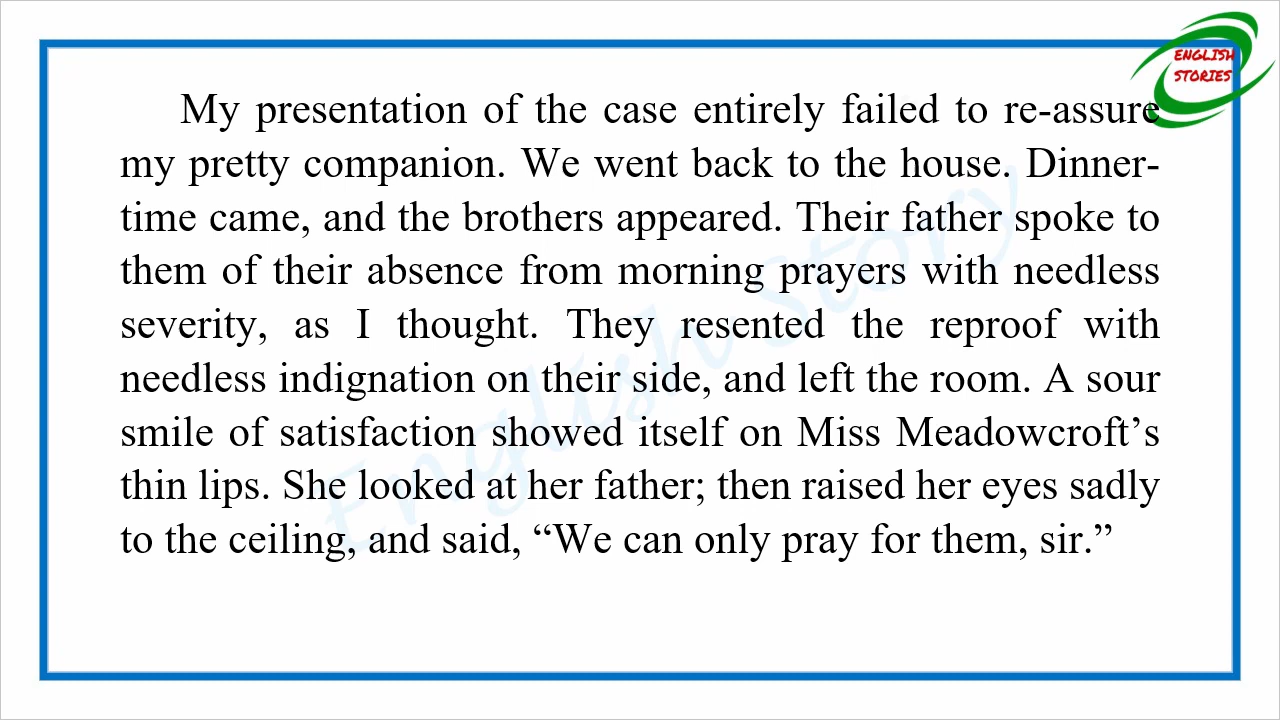 ENGLISH
STORIES
My presentation of the case entirely failed to re-assure
my pretty companion. We went back to the house. Dinner-
time came, and the brothers appeared. Their father spoke to
them of their absence from morning prayers with needless
severity, as I thought. They resented the reproof with
needless indignation on their side, and left the room. A sour
smile of satisfaction showed itself on Miss Meadowcroft’s
thin lips. She looked at her father; then raised her eyes sadly
to the ceiling, and said, “We can only pray for them, sir.”
English Story